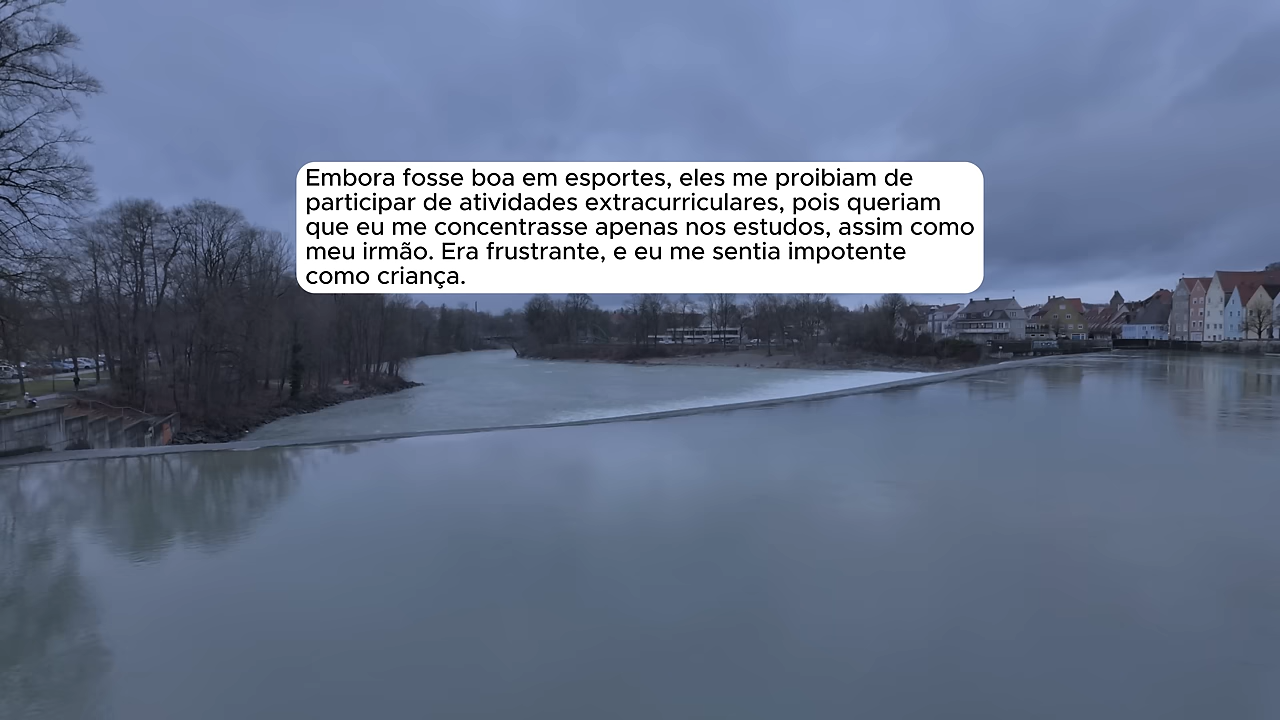 Embora fosse boa em esportes, eles me proibiam de
participar de atividades extracurriculares, pois queriam
que eu me concentrasse apenas nos estudos, assim como
meu irmão. Era frustrante, e eu me sentia impotente
como criança.